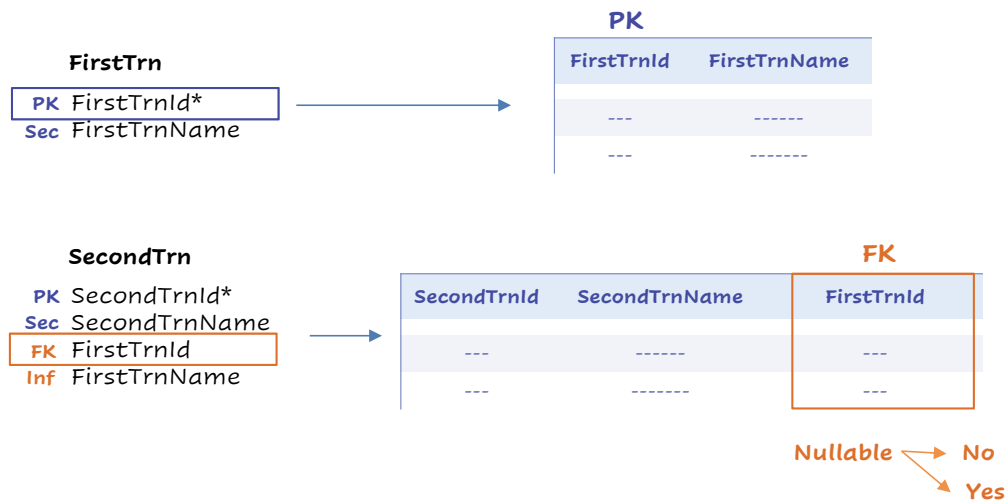 PK
FirstTrn
FirstTrnId FirstTrnName
PK FirstTrnId*
Sec FirstTrnName
--- ------
--- -------
SecondTrn
FK
PK SecondTrnId*
Sec SecondTrnName
FK FirstTrnId
Inf FirstTrnName
SecondTrnId SecondTrnName FirstTrnId
--- ------ ---
--- ------- ---
Nullable No
Yes